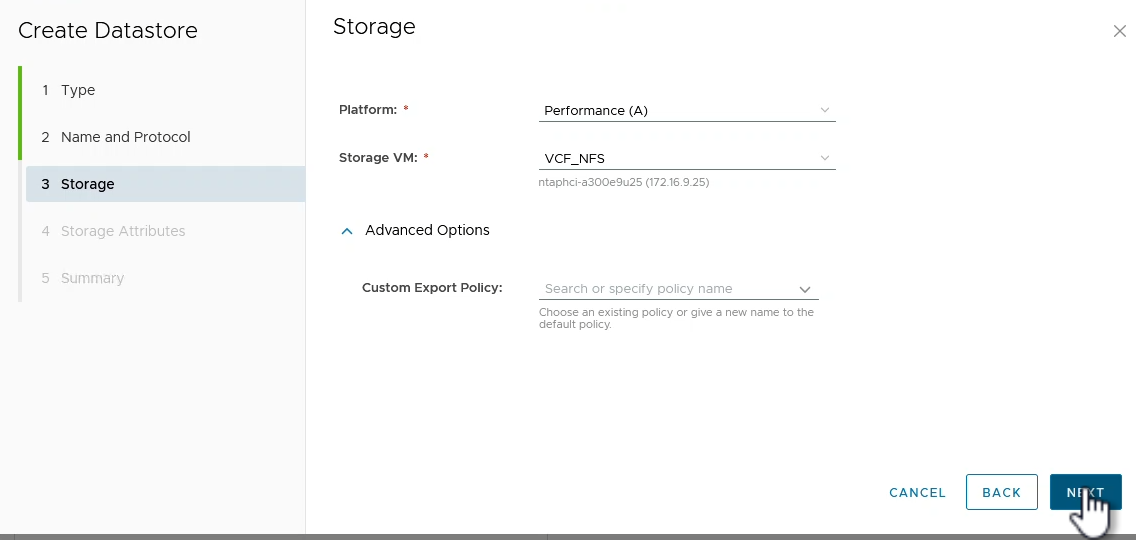 Create Datastore
1 Type
2 Name and Protocol
3 Storage
4 Storage Attributes
5 Summary
Storage
Platform: *
Performance (A)
Storage VM: *
VCF_NFS
ntaphci-a300e9u25 (172.16.9.25)
Advanced Options
Custom Export Policy:
Search or specify policy name
Choose an existing policy or give a new name to the
default policy.
CANCEL
BACK
NEXT